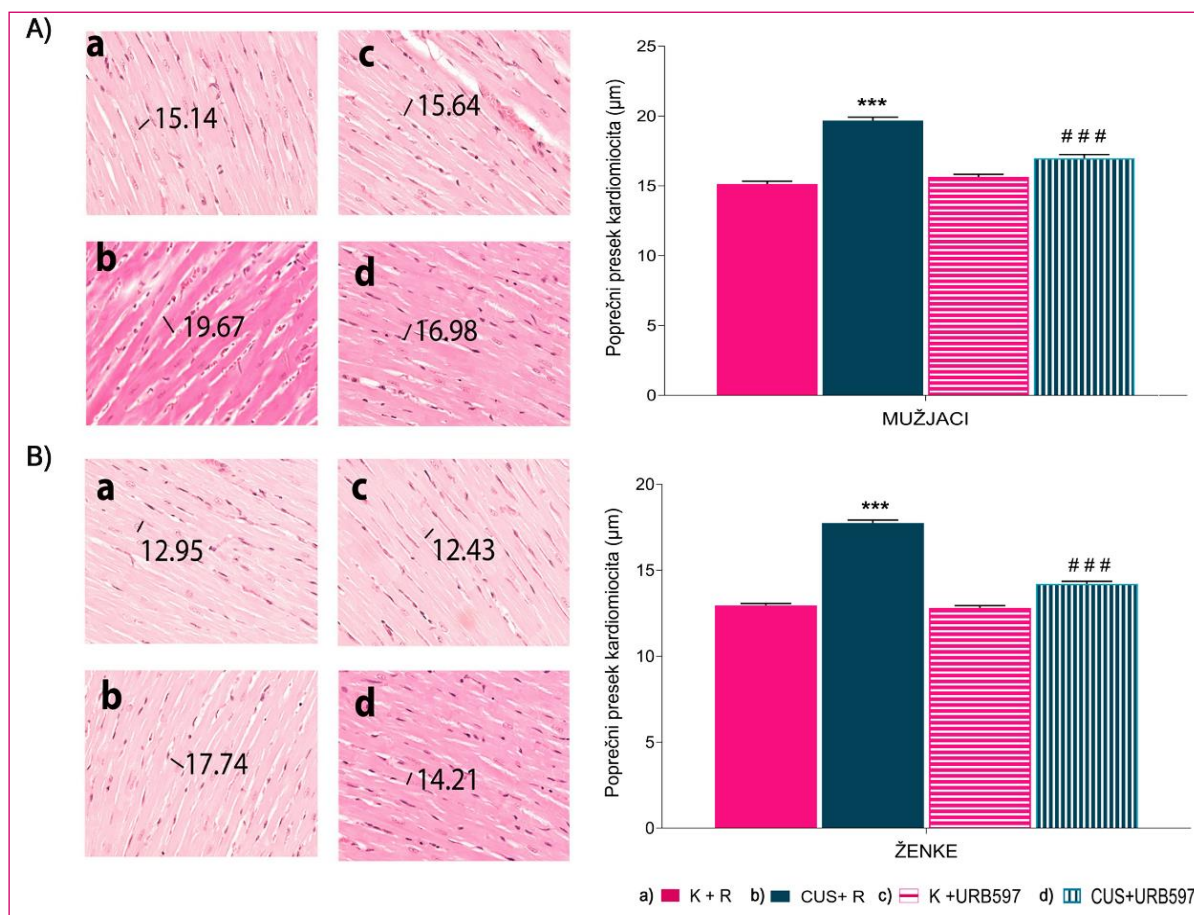 A)
a
15.14
c
15.64
b
19.67
d
16.98
Poprečni presek kardiomiocita (µm)
25
20
15
10
5
0
***
# # #
MUŽJACI
B)
a
12.95
c
12.43
b
17.74
d
14.21
Poprečni presek kardiomiocita (µm)
20
15
10
5
0
***
# # #
ŽENKE
a) K + R b) CUS+ R c) K +URB597 d) CUS+URB597